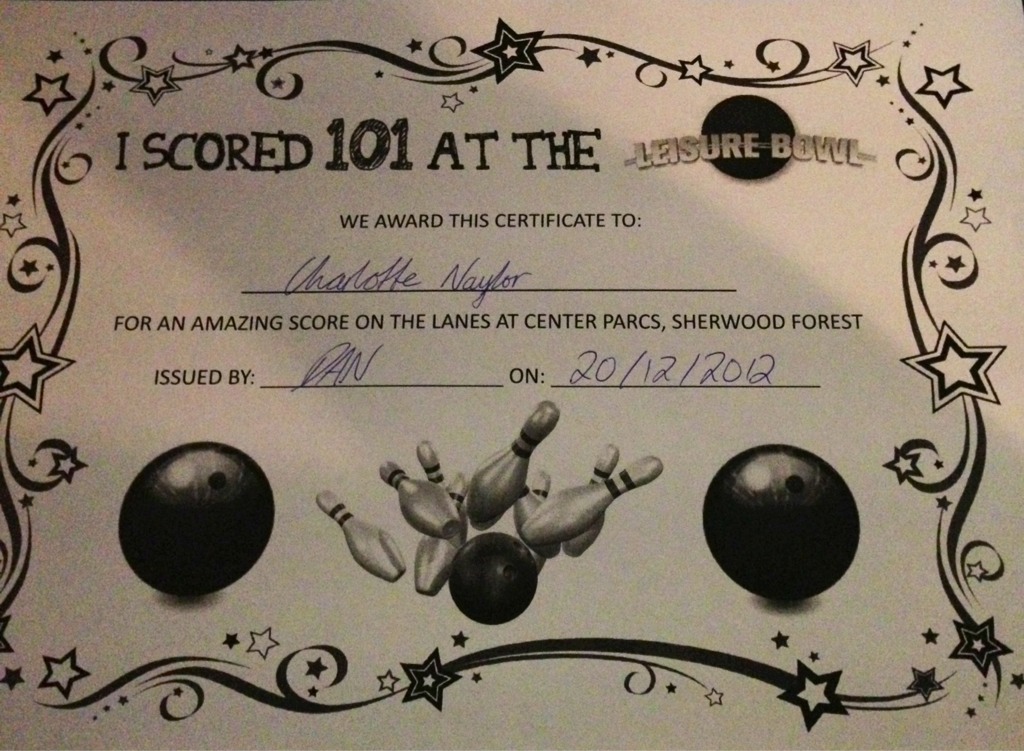 I SCORED 101 AT THE LEISURE BOWL
WE AWARD THIS CERTIFICATE TO:
Charlotte Naylor
FOR AN AMAZING SCORE ON THE LANES AT CENTER PARCS, SHERWOOD FOREST
ISSUED BY: DAN ON: 20/12/2012